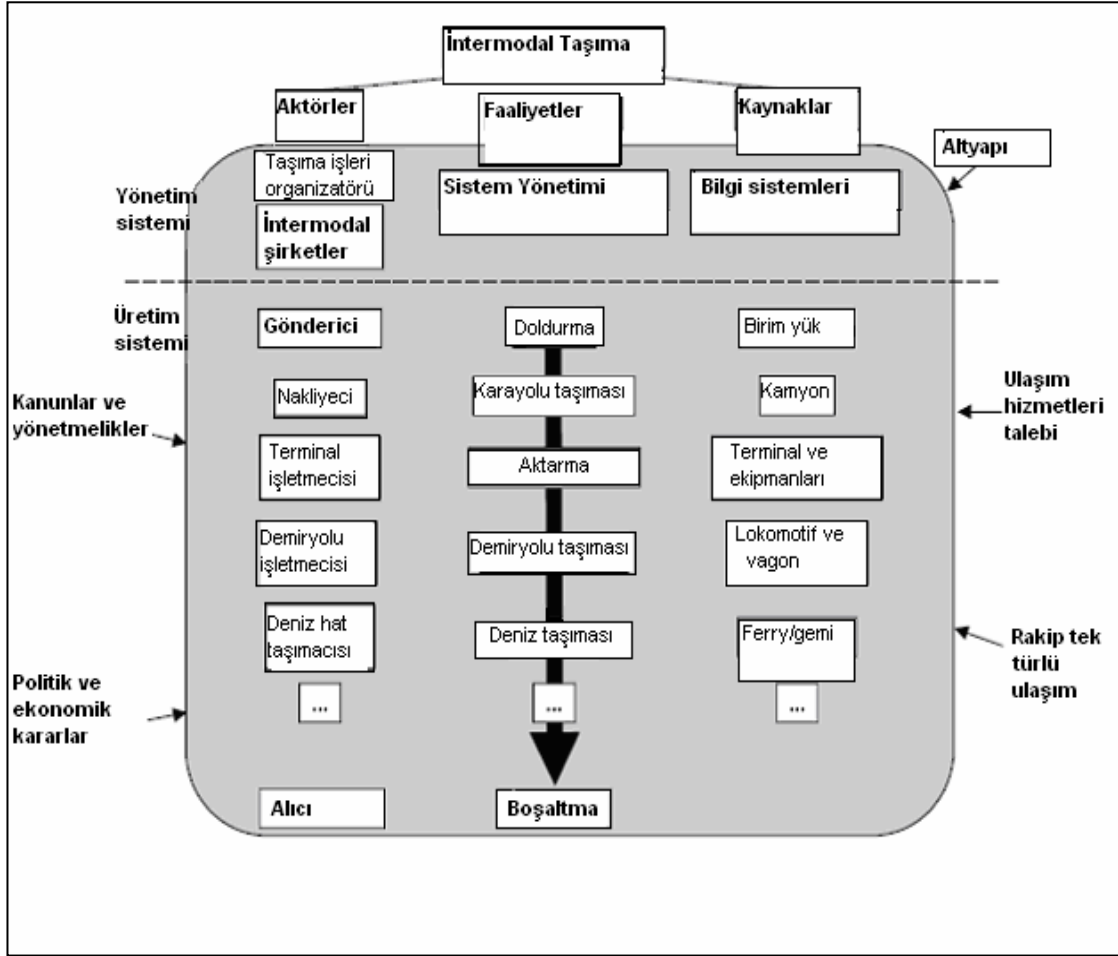 İntermodal Taşıma
Aktörler
Faaliyetler
Kaynaklar
Altyapı
Yönetim
sistemi
Taşıma işleri
organizatörü
İntermodal
şirketler
Sistem Yönetimi
Bilgi sistemleri
Üretim
sistemi
Gönderici
Doldurma
Birim yük
Kanunlar ve
yönetmelikler
Nakliyeci
Karayolu taşıması
Kamyon
Ulaşım
hizmetleri
talebi
Terminal
işletmecisi
Aktarma
Terminal ve
ekipmanları
Demiryolu
işletmecisi
Demiryolu taşıması
Lokomotif ve
vagon
Deniz hat
taşımacısı
Deniz taşıması
Ferry/gemi
Rakip tek
türlü
ulaşım
Politik ve
ekonomik
kararlar
...
...
...
Alıcı
Boşaltma